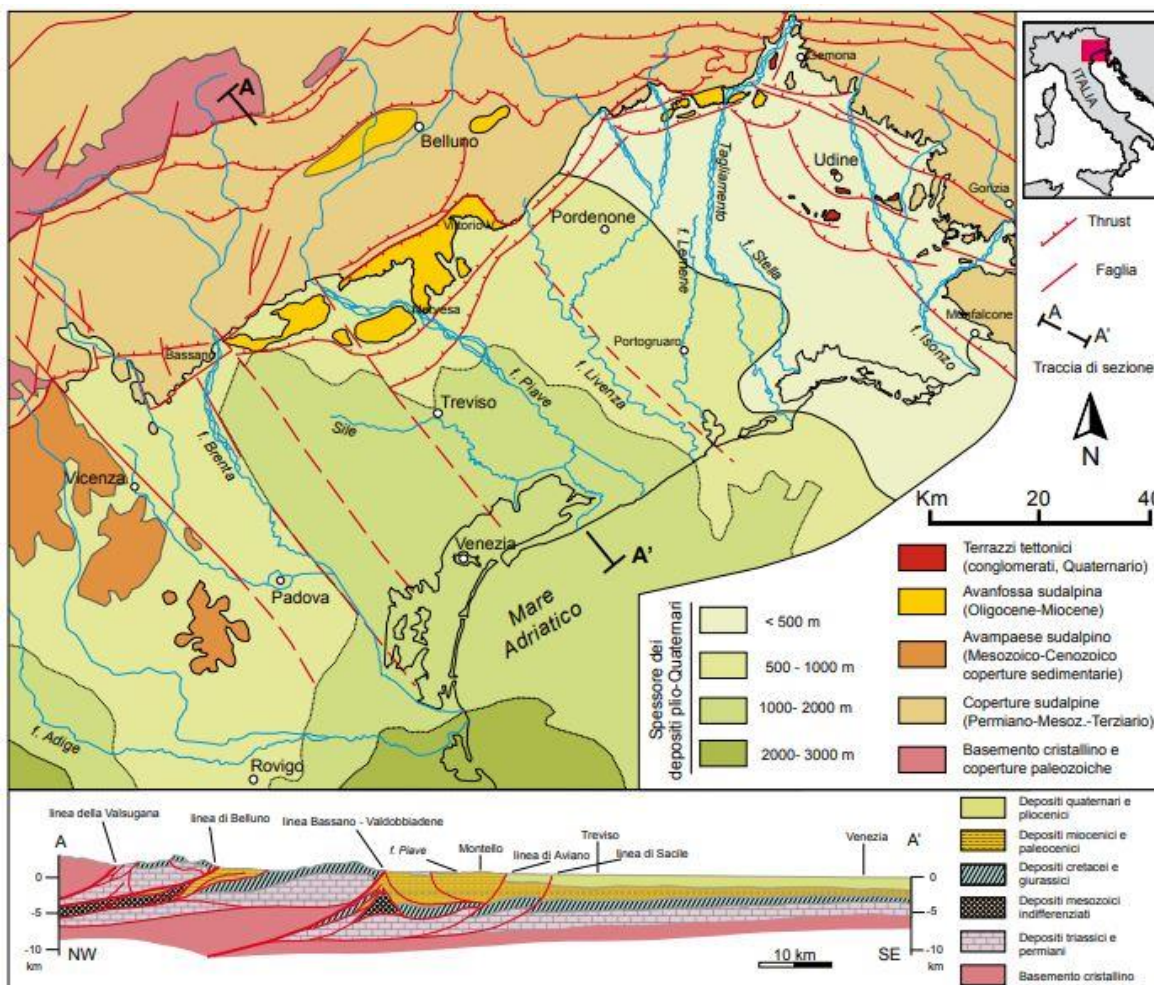 A
Belluno
Gemona
Udine
Gorizia
Tagliamento
Vittorio V.
Pordenone
f. Lemene
f. Stella
Monfalcone
Nervesa
Bassano
Portogruaro
f. Isonzo
f. Livenza
f. Piave
Treviso
Sile
f. Brenta
Vicenza
Venezia
A'
Padova
Mare
Adriatico
f. Adige
Rovigo
ITALIA
Thrust
Faglia
A
A'
Traccia di sezione
N
Km 20 40
Spessore dei
depositi plio-Quaternari
< 500 m
500 - 1000 m
1000- 2000 m
2000- 3000 m
Terrazzi tettonici
(conglomerati, Quaternario)
Avanfossa sudalpina
(Oligocene-Miocene)
Avampaese sudalpino
(Mesozoico-Cenozoico
coperture sedimentarie)
Coperture sudalpine
(Permiano-Mesoz.-Terziario)
Basemento cristallino e
coperture paleozoiche
linea della Valsugana
linea di Belluno
linea Bassano - Valdobbiadene
f. Piave
Montello
linea di Aviano
Treviso
linea di Sacile
Venezia
A
A'
0
-5
-10
km
NW
0
-5
-10
km
SE
10 km
Depositi quaternari e
pliocenici
Depositi miocenici e
paleocenici
Depositi cretacei e
giurassici
Depositi mesozoici
indifferenziati
Depositi triassici e
permiani
Basemento cristallino